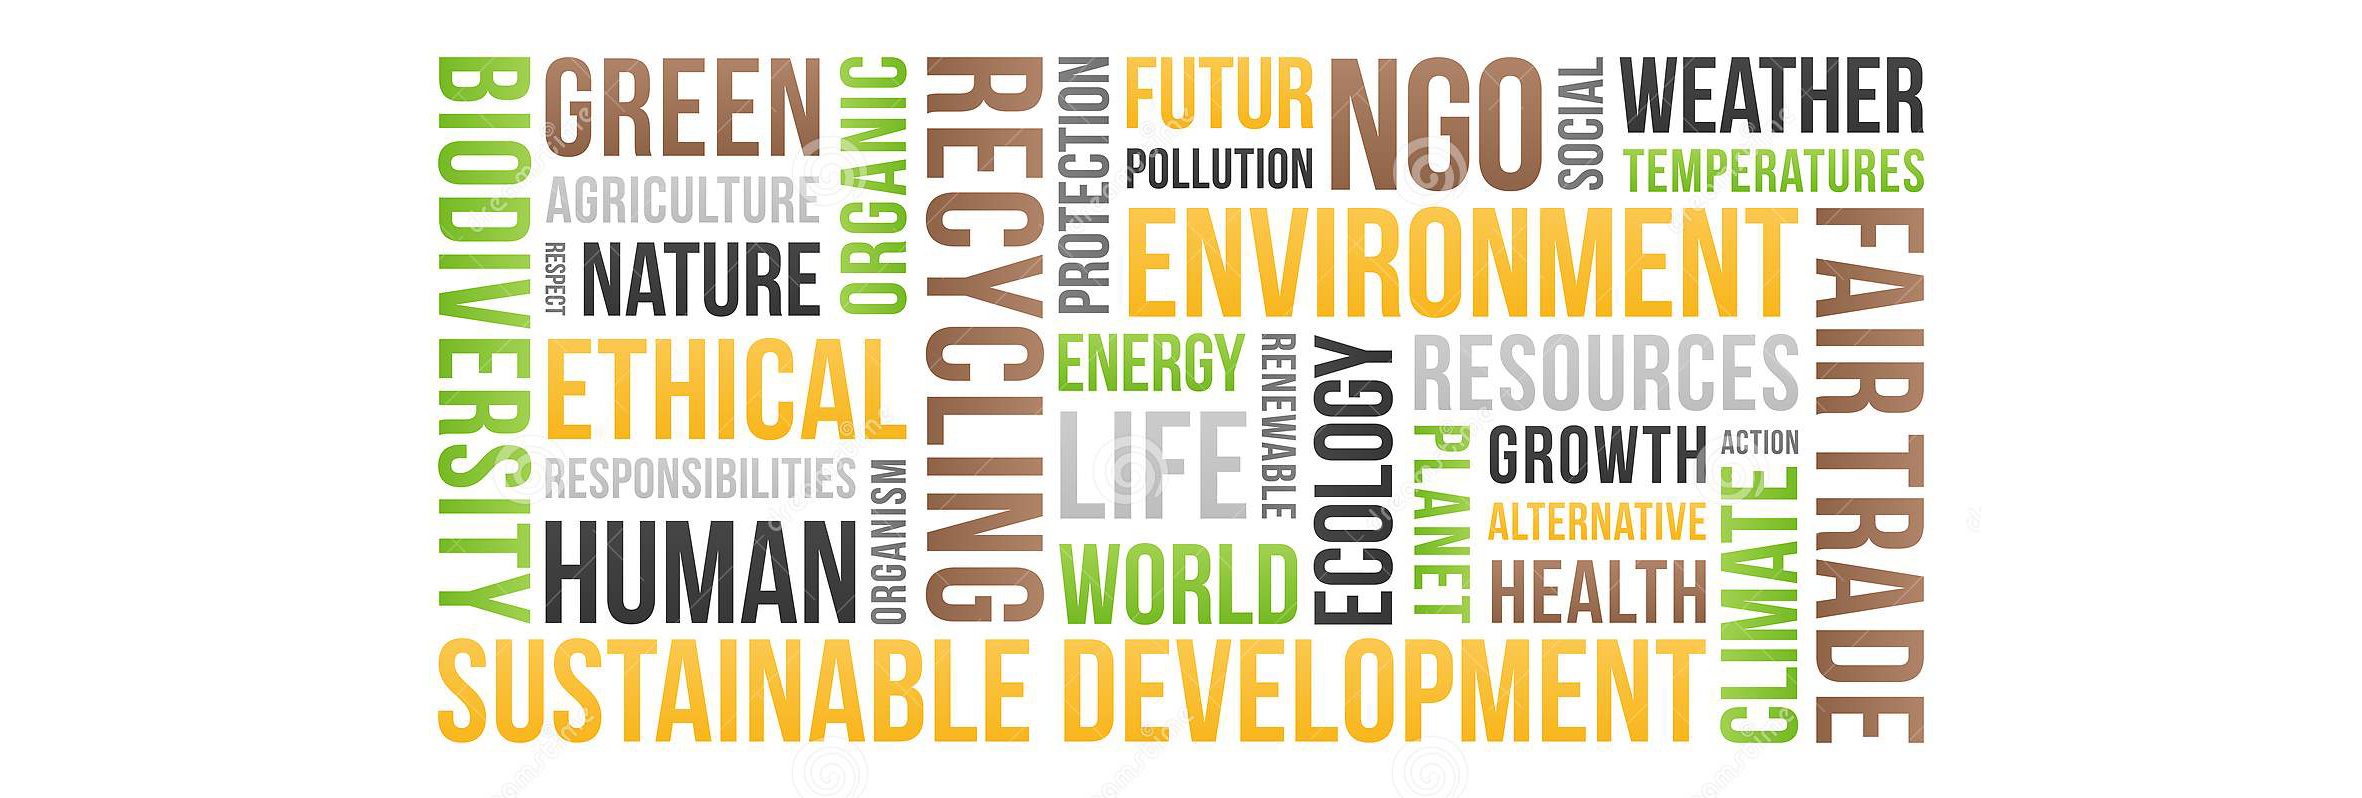 BIODIVERSITY
GREEN
AGRICULTURE
RESPECT
NATURE
ORGANIC
ETHICAL
RESPONSIBILITIES
HUMAN
ORGANISM
RECYCLING
PROTECTION
FUTUR
POLLUTION
NGO
SOCIAL
WEATHER
TEMPERATURES
ENVIRONMENT
FAIR TRADE
ENERGY
LIFE
RENEWABLE
WORLD
ECOLOGY
RESOURCES
PLANET
GROWTH
ACTION
ALTERNATIVE
HEALTH
CLIMATE
SUSTAINABLE DEVELOPMENT